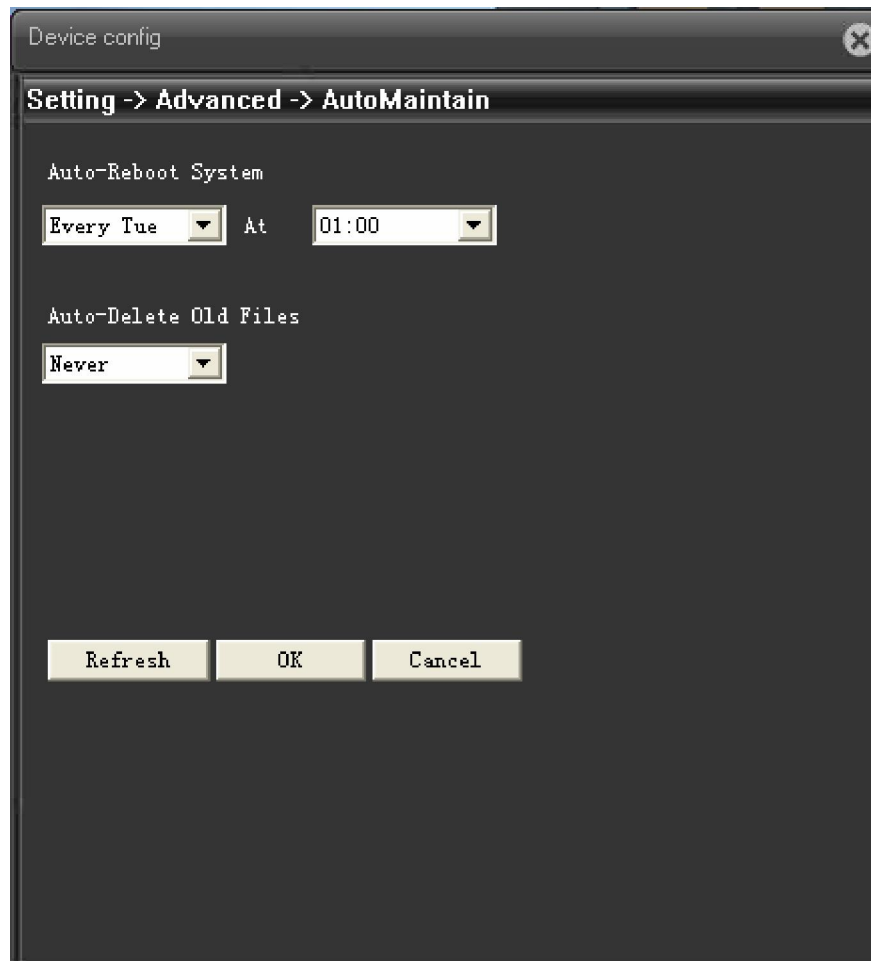 Device config
Setting -> Advanced -> AutoMaintain
Auto-Reboot System
Every Tue At 01:00
Auto-Delete Old Files
Never
Refresh OK Cancel